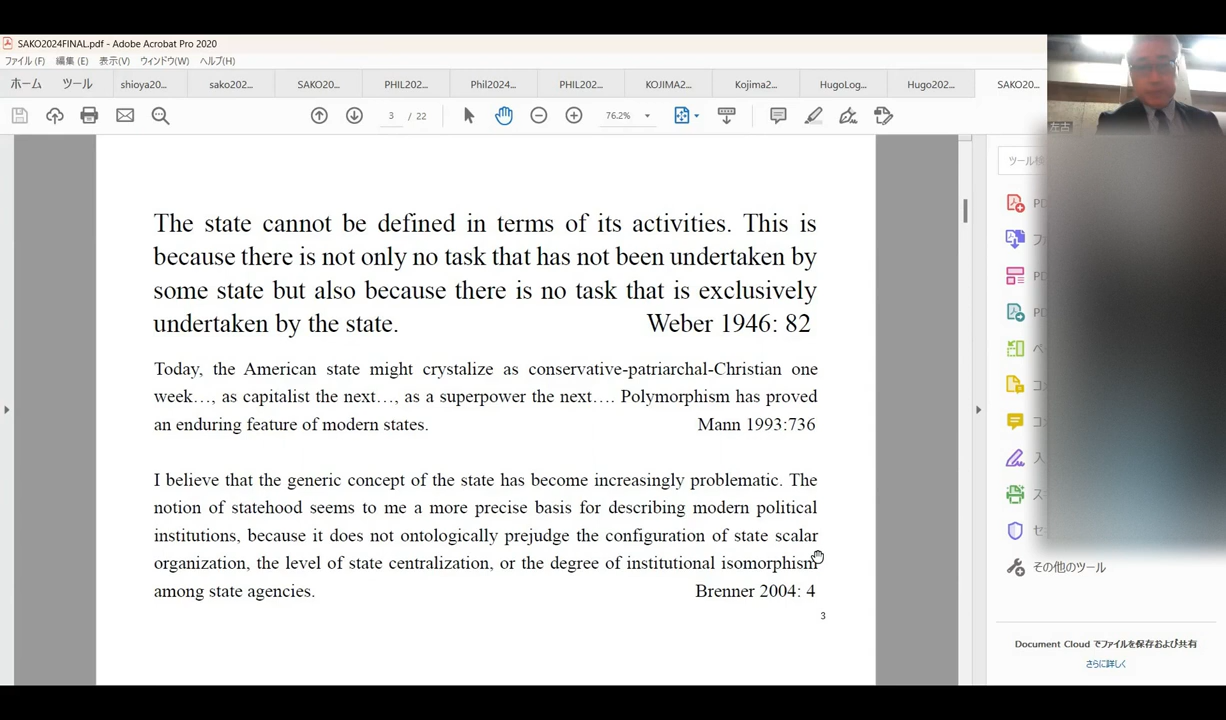 SAKO2024FINAL.pdf - Adobe Acrobat Pro 2020
ファイル(F) 編集(E) 表示(V) ウィンドウ(W) ヘルプ(H)
ホーム ツール shioya20... sako202... SAKO20... PHIL202... Phil2024... PHIL202... KOJIMA2... Kojima2... HugoLog... Hugo202... SAKO20...
3 / 22 76.2%
左古
The state cannot be defined in terms of its activities. This is
because there is not only no task that has not been undertaken by
some state but also because there is no task that is exclusively
undertaken by the state. Weber 1946: 82
Today, the American state might crystalize as conservative-patriarchal-Christian one
week…, as capitalist the next…, as a superpower the next…. Polymorphism has proved
an enduring feature of modern states. Mann 1993:736
I believe that the generic concept of the state has become increasingly problematic. The
notion of statehood seems to me a more precise basis for describing modern political
institutions, because it does not ontologically prejudge the configuration of state scalar
organization, the level of state centralization, or the degree of institutional isomorphism
among state agencies. Brenner 2004: 4
3
ツール
その他のツール
Document Cloud でファイルを保存および共有
さらに詳しく